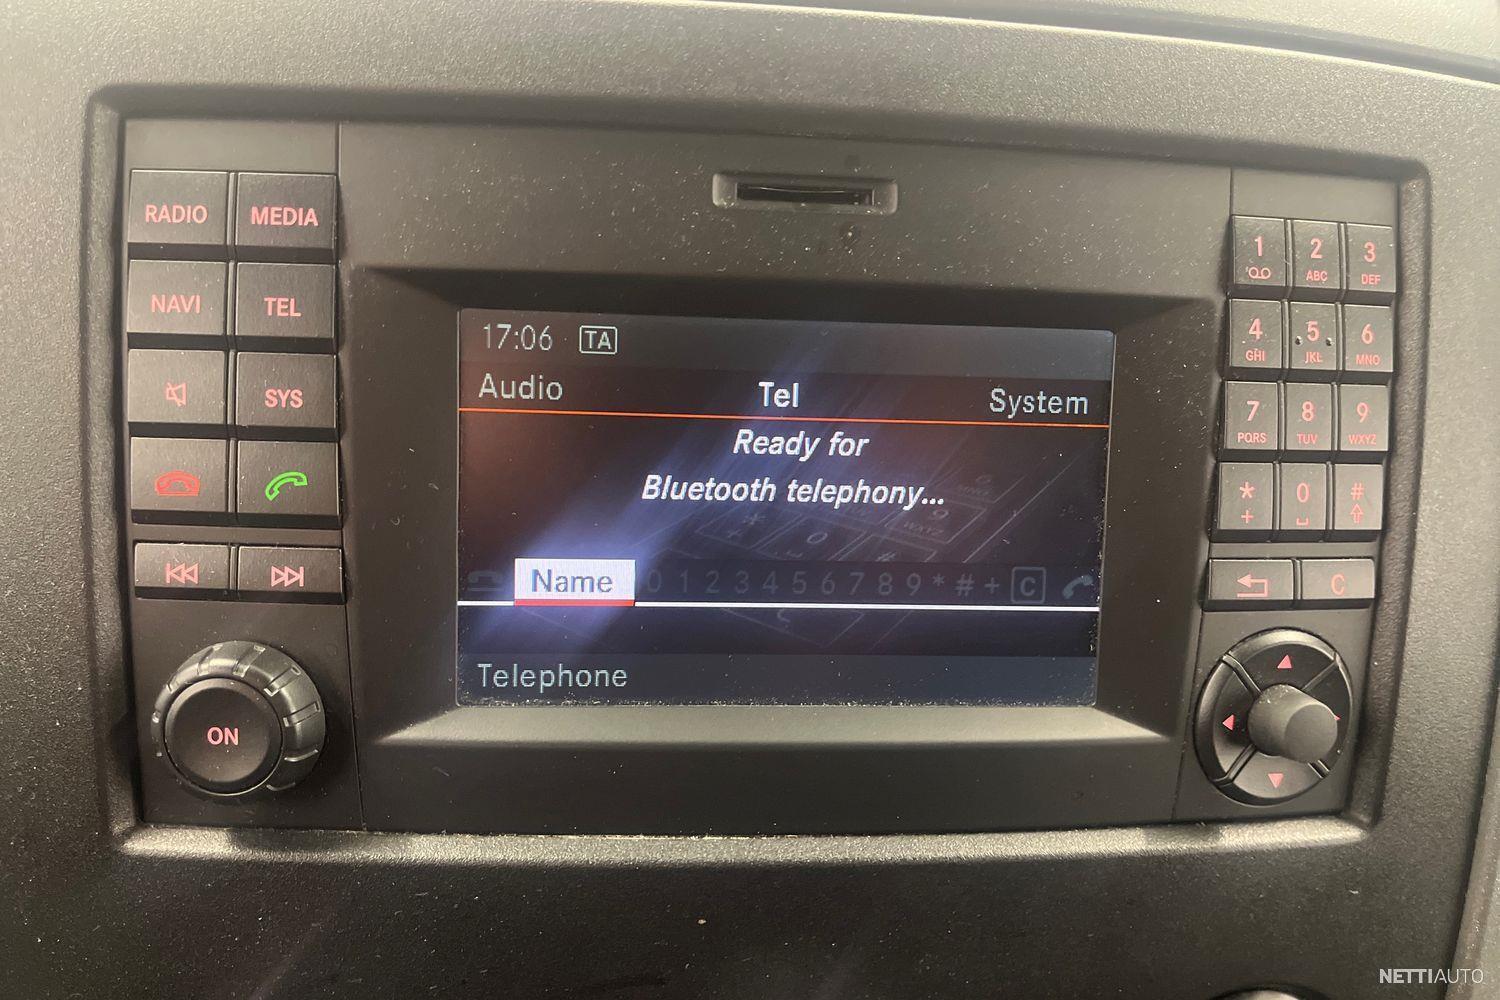 RADIO MEDIA
NAVI TEL
SYS
ON
17:06 TA
Audio Tel System
Ready for
Bluetooth telephony...
Name 0 1 2 3 4 5 6 7 8 9 * # + C
Telephone
1 2 3
ABC DEF
4 5 6
GHI JKL MNO
7 8 9
PQRS TUV WXYZ
* 0 #
+
C
NETTIAUTO